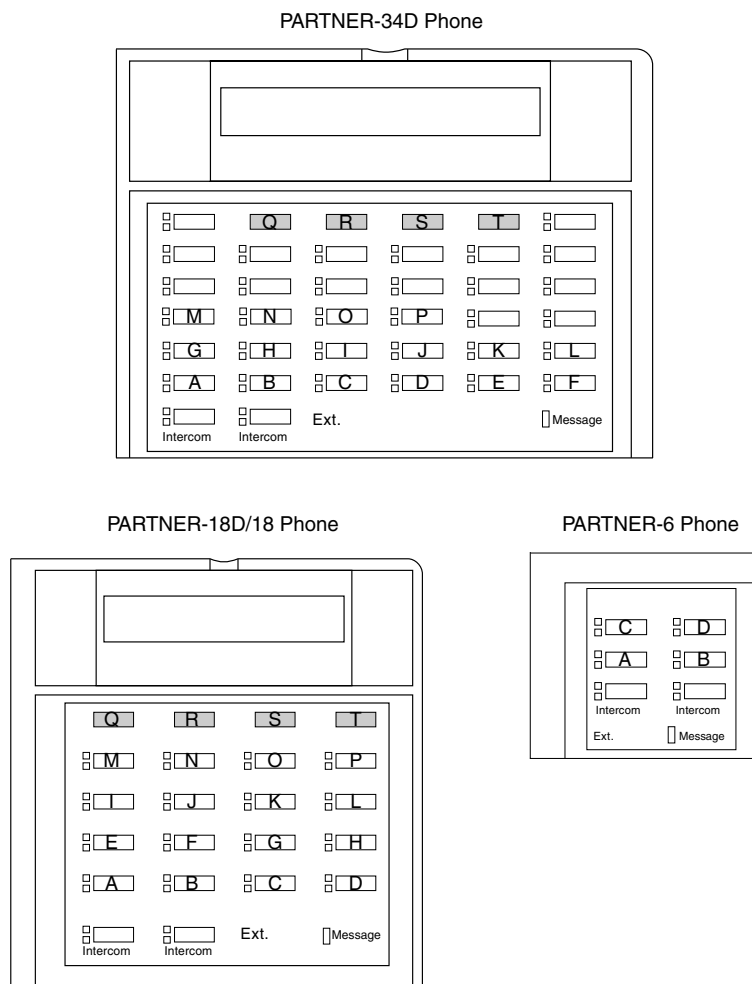 PARTNER-34D Phone
Q R S T
M N O P
G H I J K L
A B C D E F
Ext. Message
Intercom Intercom
PARTNER-18D/18 Phone
Q R S T
M N O P
I J K L
E F G H
A B C D
Ext. Message
Intercom Intercom
PARTNER-6 Phone
C D
A B
Intercom Intercom
Ext. Message